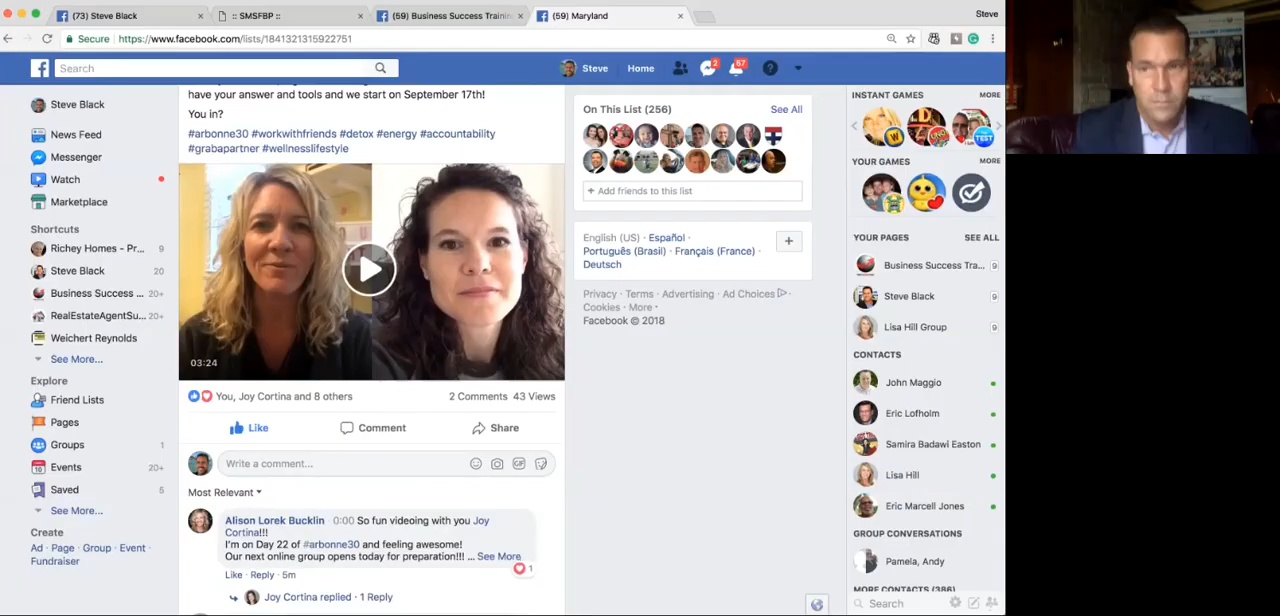 (73) Steve Black
:: SMSFBP ::
(59) Business Success Trainin
(59) Maryland
Steve
Secure
https://www.facebook.com/lists/1841321315922751
Search
Steve
Home
2
57
have your answer and tools and we start on September 17th!
You in?
#arbonne30 #workwithfriends #detox #energy #accountability
#grabapartner #wellnesslifestyle
03:24
You, Joy Cortina and 8 others
2 Comments 43 Views
Like
Comment
Share
Write a comment...
GIF
Most Relevant
Alison Lorek Bucklin 0:00 So fun videoing with you Joy
Cortina!!!
I'm on Day 22 of #arbonne30 and feeling awesome!
Our next online group opens today for preparation!!! ... See More
1
Like · Reply · 5m
Joy Cortina replied · 1 Reply
Steve Black
News Feed
Messenger
Watch
Marketplace
Shortcuts
Richey Homes - Pr... 9
Steve Black 20
Business Success ... 20+
RealEstateAgentSu... 20+
Weichert Reynolds
See More...
Explore
Friend Lists
Pages
Groups 1
Events 20+
Saved 5
See More...
Create
Ad · Page · Group · Event ·
Fundraiser
On This List (256)
See All
+ Add friends to this list
English (US) · Español ·
Português (Brasil) · Français (France) ·
Deutsch
Privacy · Terms · Advertising · Ad Choices ·
Cookies · More
Facebook © 2018
INSTANT GAMES MORE
W
UNO
TEST
YOUR GAMES MORE
YOUR PAGES SEE ALL
Business Success Tra... 9
Steve Black 9
Lisa Hill Group 9
CONTACTS
John Maggio
Eric Lofholm
Samira Badawi Easton
Lisa Hill
Eric Marcell Jones
GROUP CONVERSATIONS
Pamela, Andy
MORE CONTACTS (386)
Search